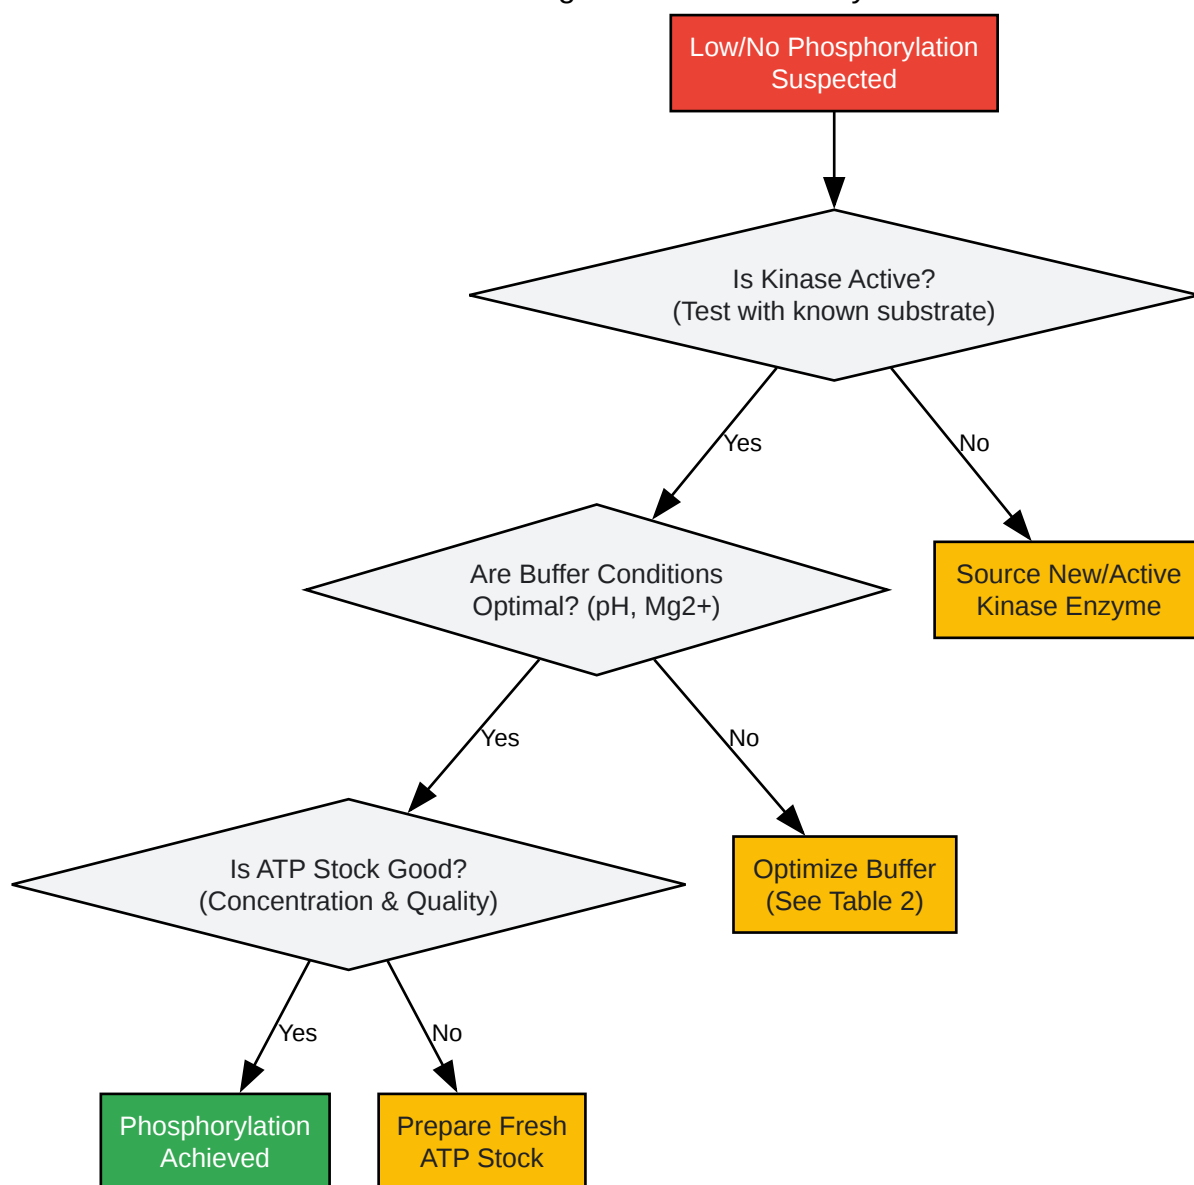 Low/No Phosphorylation
Suspected
Is Kinase Active?
(Test with known substrate)
Yes
No
Are Buffer Conditions
Optimal? (pH, Mg2+)
Source New/Active
Kinase Enzyme
Yes
No
Is ATP Stock Good?
(Concentration & Quality)
Optimize Buffer
(See Table 2)
Yes
No
Phosphorylation
Achieved
Prepare Fresh
ATP Stock